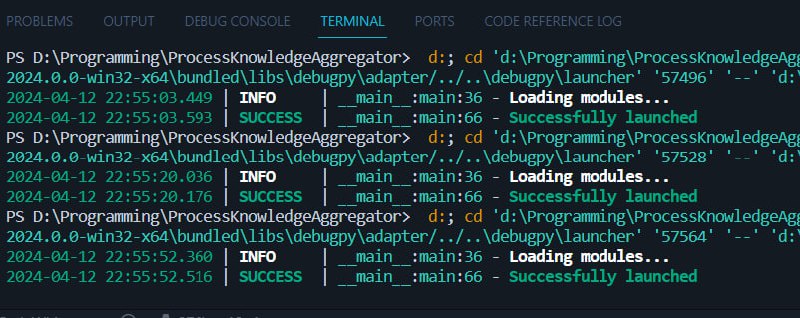 PROBLEMS OUTPUT DEBUG CONSOLE TERMINAL PORTS CODE REFERENCE LOG
PS D:\Programming\ProcessKnowledgeAggregator> d:; cd 'd:\Programming\ProcessKnowledgeAgg
2024.0.0-win32-x64\bundled\libs\debugpy\adapter/../..\debugpy\launcher' '57496' '--' 'd:\
2024-04-12 22:55:03.449 | INFO | __main__:main:36 - Loading modules...
2024-04-12 22:55:03.593 | SUCCESS | __main__:main:66 - Successfully launched
PS D:\Programming\ProcessKnowledgeAggregator> d:; cd 'd:\Programming\ProcessKnowledgeAgg
2024.0.0-win32-x64\bundled\libs\debugpy\adapter/../..\debugpy\launcher' '57528' '--' 'd:\
2024-04-12 22:55:20.036 | INFO | __main__:main:36 - Loading modules...
2024-04-12 22:55:20.176 | SUCCESS | __main__:main:66 - Successfully launched
PS D:\Programming\ProcessKnowledgeAggregator> d:; cd 'd:\Programming\ProcessKnowledgeAgg
2024.0.0-win32-x64\bundled\libs\debugpy\adapter/../..\debugpy\launcher' '57564' '--' 'd:\
2024-04-12 22:55:52.360 | INFO | __main__:main:36 - Loading modules...
2024-04-12 22:55:52.516 | SUCCESS | __main__:main:66 - Successfully launched